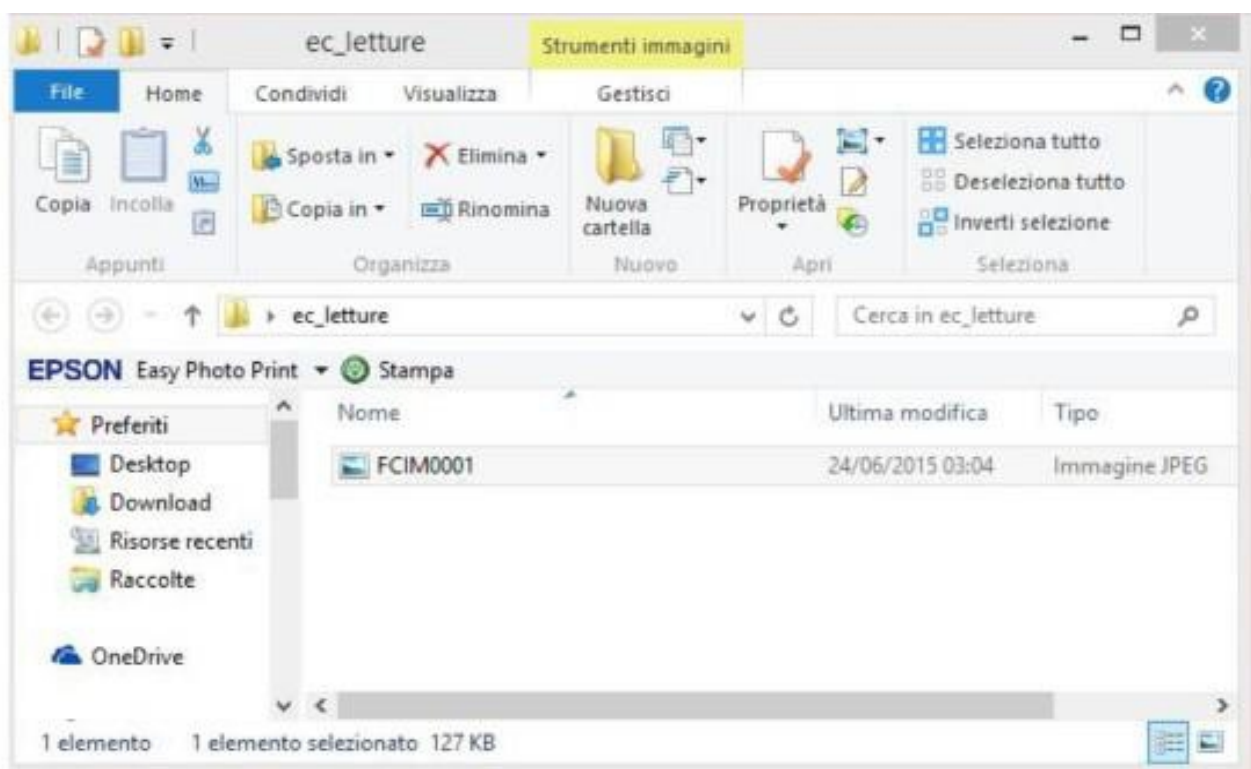 ec_letture
Strumenti immagini
File Home Condividi Visualizza Gestisci
Copia Incolla
Sposta in
Copia in
Elimina
Rinomina
Nuova
cartella
Proprietà
Seleziona tutto
Deseleziona tutto
Inverti selezione
Appunti Organizza Nuovo Apri Seleziona
ec_letture Cerca in ec_letture
EPSON Easy Photo Print Stampa
Nome Ultima modifica Tipo
FCIM0001 24/06/2015 03:04 Immagine JPEG
Preferiti
Desktop
Download
Risorse recenti
Raccolte
OneDrive
1 elemento 1 elemento selezionato 127 KB